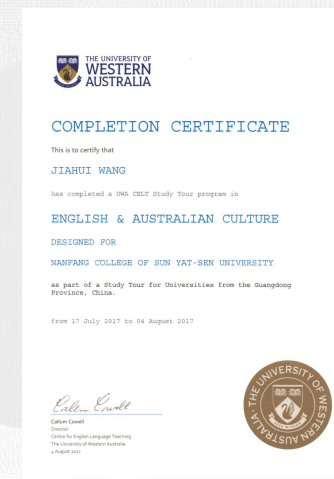 THE UNIVERSITY OF
WESTERN
AUSTRALIA
COMPLETION CERTIFICATE
This is to certify that
JIAHUI WANG
has completed a UWA CELT Study Tour program in
ENGLISH & AUSTRALIAN CULTURE
DESIGNED FOR
NANFANG COLLEGE OF SUN YAT-SEN UNIVERSITY
as part of a Study Tour for Universities from the Guangdong
Province, China.
from 17 July 2017 to 04 August 2017
Callum Cowell
Callum Cowell
Director
Centre for English Language Teaching
The University of Western Australia
4 August 2017
THE UNIVERSITY OF WESTERN AUSTRALIA